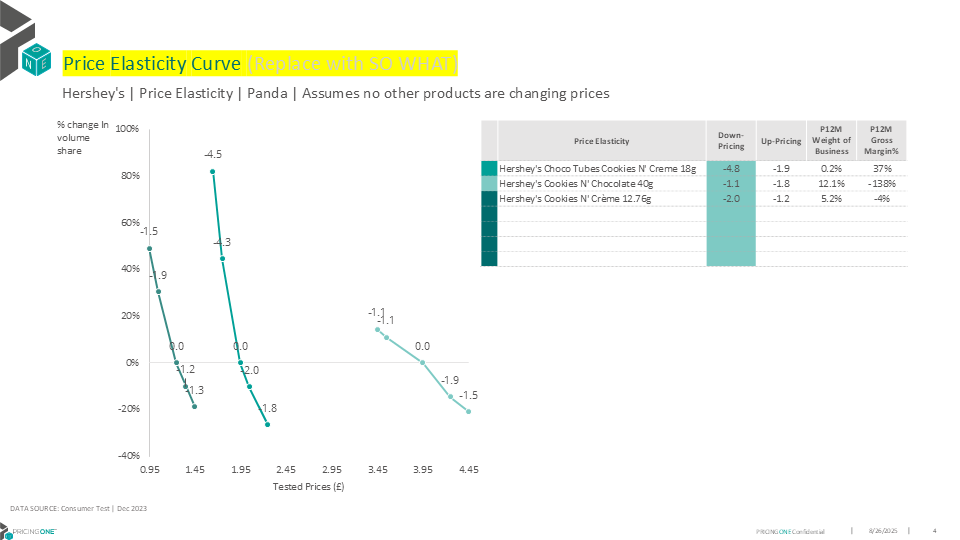 Price Elasticity Curve (Replace with SO WHAT)
Hershey's | Price Elasticity | Panda | Assumes no other products are changing prices
% change In
volume
share
100%
80%
60%
40%
20%
0%
-20%
-40%
-4.5
-4.3
-1.5
-1.9
0.0
-1.2
-1.3
0.0
-2.0
-1.8
-1.1
-1.1
0.0
-1.9
-1.5
0.95 1.45 1.95 2.45 2.95 3.45 3.95 4.45
Tested Prices (£)
Price Elasticity Down-Pricing Up-Pricing P12M Weight of Business P12M Gross Margin%
Hershey's Choco Tubes Cookies N' Creme 18g -4.8 -1.9 0.2% 37%
Hershey's Cookies N' Chocolate 40g -1.1 -1.8 12.1% -138%
Hershey's Cookies N' Crème 12.76g -2.0 -1.2 5.2% -4%
DATA SOURCE: Consumer Test | Dec 2023
PRICINGONE™
PRICINGONE Confidential | 8/26/2025 | 4